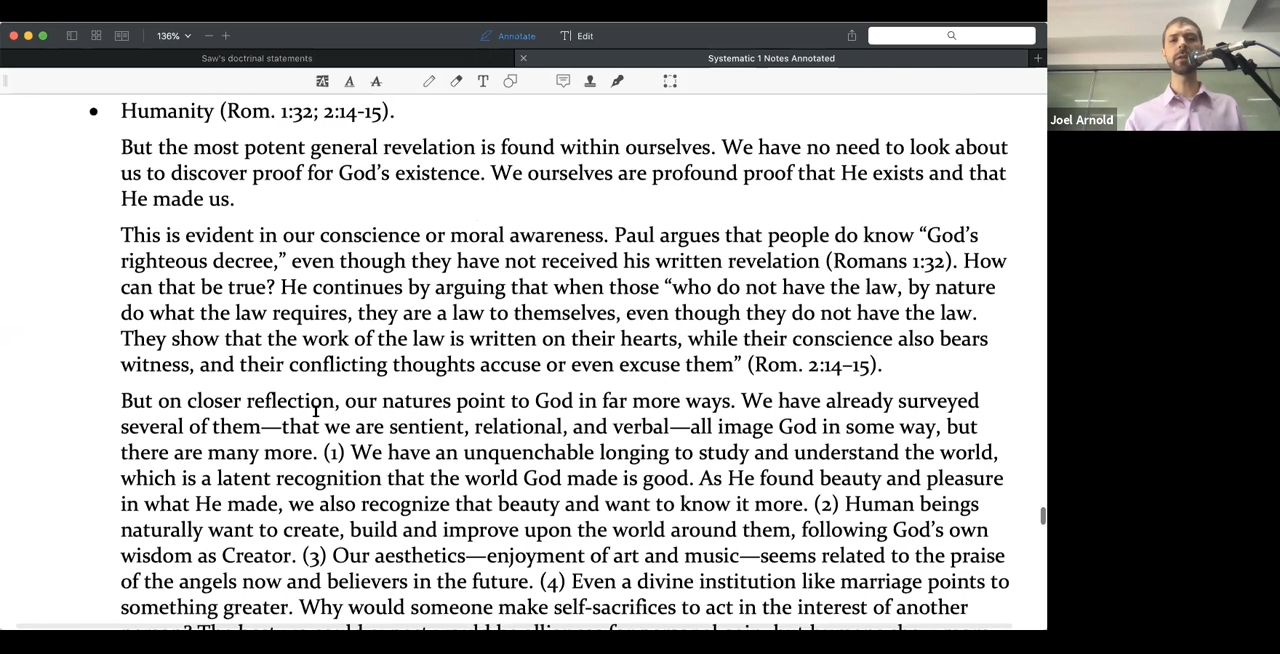 136%
Annotate
Edit
Saw's doctrinal statements
Systematic 1 Notes Annotated
Joel Arnold
• Humanity (Rom. 1:32; 2:14-15).
But the most potent general revelation is found within ourselves. We have no need to look about
us to discover proof for God’s existence. We ourselves are profound proof that He exists and that
He made us.
This is evident in our conscience or moral awareness. Paul argues that people do know “God’s
righteous decree,” even though they have not received his written revelation (Romans 1:32). How
can that be true? He continues by arguing that when those “who do not have the law, by nature
do what the law requires, they are a law to themselves, even though they do not have the law.
They show that the work of the law is written on their hearts, while their conscience also bears
witness, and their conflicting thoughts accuse or even excuse them” (Rom. 2:14–15).
But on closer reflection, our natures point to God in far more ways. We have already surveyed
several of them—that we are sentient, relational, and verbal—all image God in some way, but
there are many more. (1) We have an unquenchable longing to study and understand the world,
which is a latent recognition that the world God made is good. As He found beauty and pleasure
in what He made, we also recognize that beauty and want to know it more. (2) Human beings
naturally want to create, build and improve upon the world around them, following God’s own
wisdom as Creator. (3) Our aesthetics—enjoyment of art and music—seems related to the praise
of the angels now and believers in the future. (4) Even a divine institution like marriage points to
something greater. Why would someone make self-sacrifices to act in the interest of another